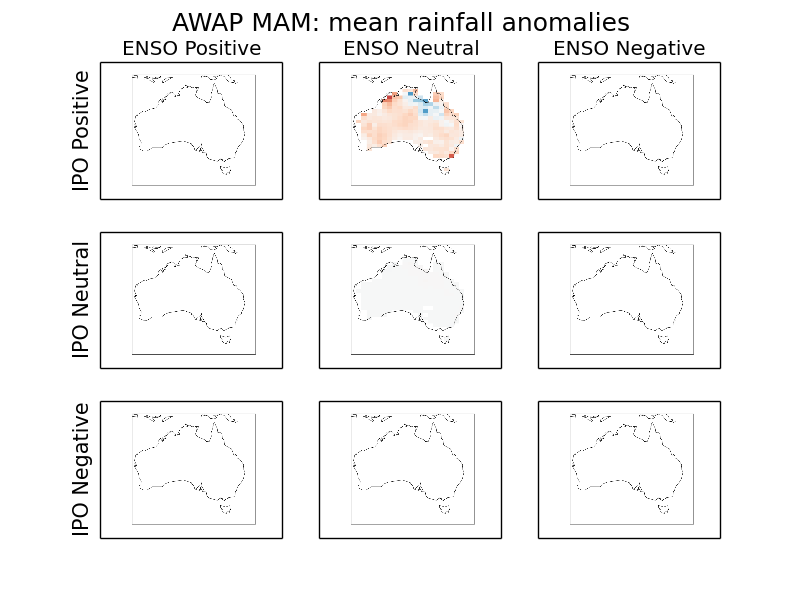 AWAP MAM: mean rainfall anomalies
ENSO Positive
ENSO Neutral
ENSO Negative
IPO Positive
IPO Neutral
IPO Negative